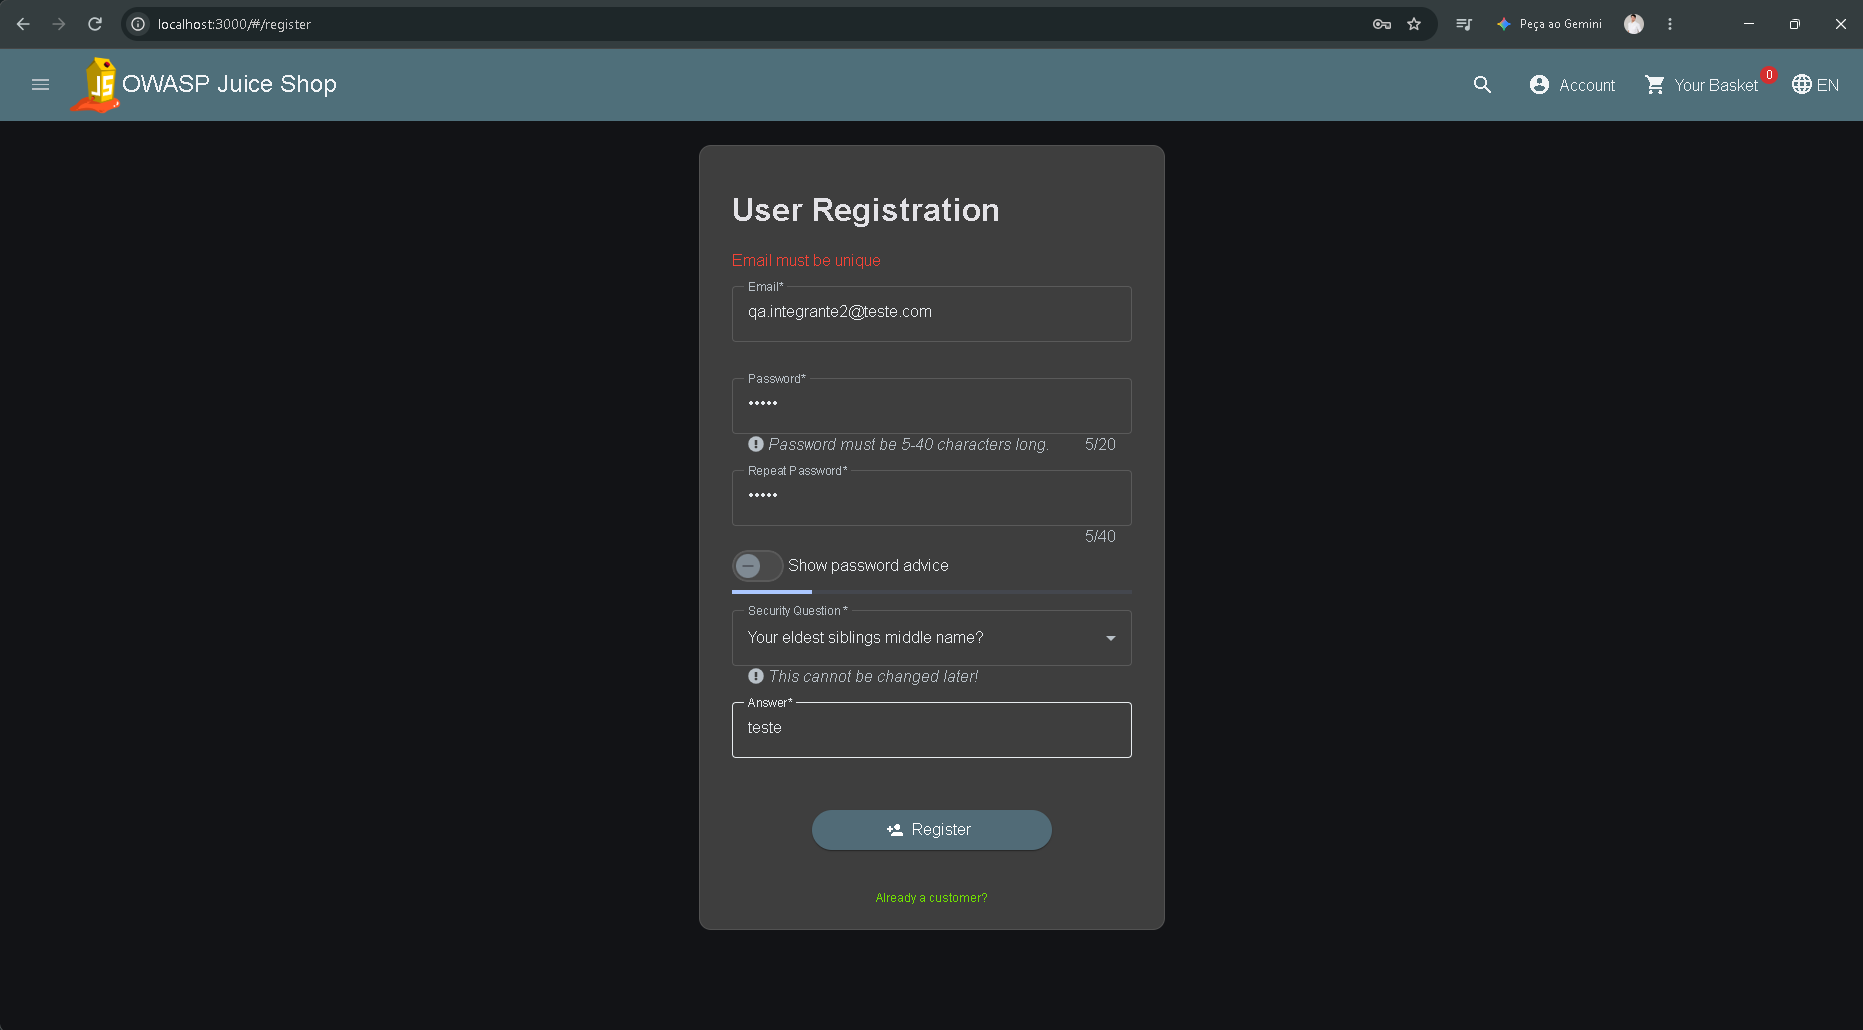 localhost:3000/#/register
Peça ao Gemini
JS
OWASP Juice Shop
Account
Your Basket
0
EN
User Registration
Email must be unique
Email*
qa.integrante2@teste.com
Password*
•••••
Password must be 5-40 characters long.
5/20
Repeat Password*
•••••
5/40
Show password advice
Security Question *
Your eldest siblings middle name?
This cannot be changed later!
Answer*
teste
Register
Already a customer?